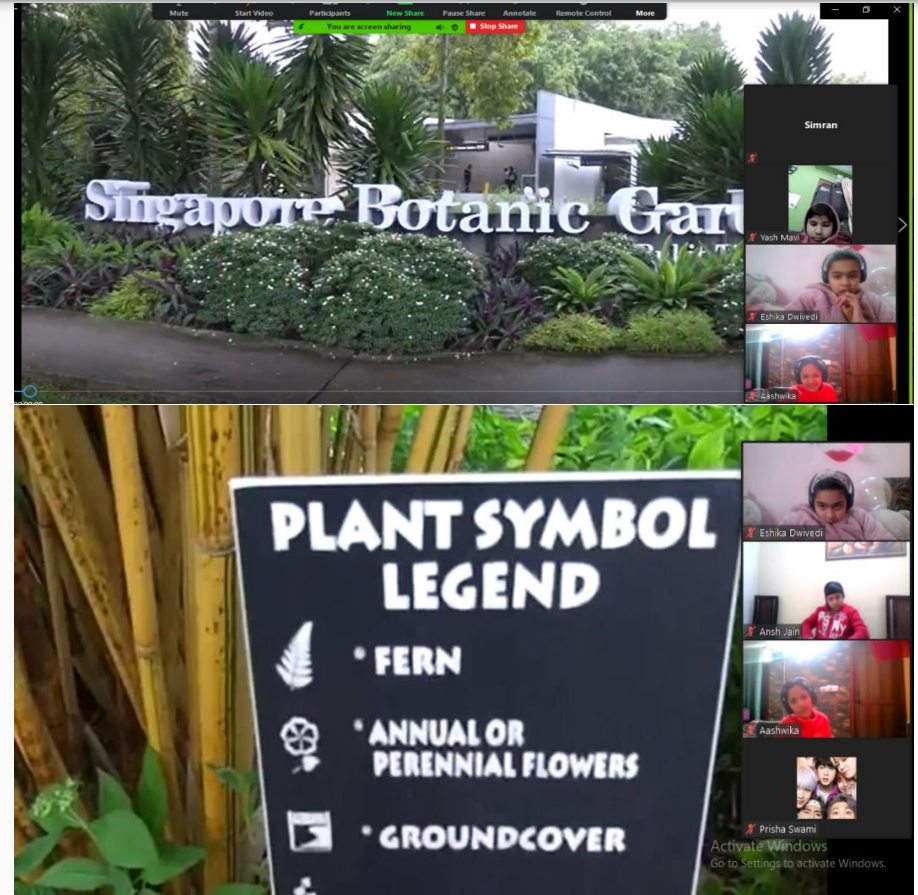 Mute Start Video Participants New Share Pause Share Annotate Remote Control More
You are screen sharing Stop Share
Simran
Singapore Botanic Gar
Yash Mavi
Eshika Dwivedi
Aashwika
PLANT SYMBOL
LEGEND
• FERN
• ANNUAL OR
PERENNIAL FLOWERS
• GROUNDCOVER
Eshika Dwivedi
Ansh Jain
Aashwika
Prisha Swami
Activate Windows
Go to Settings to activate Windows.